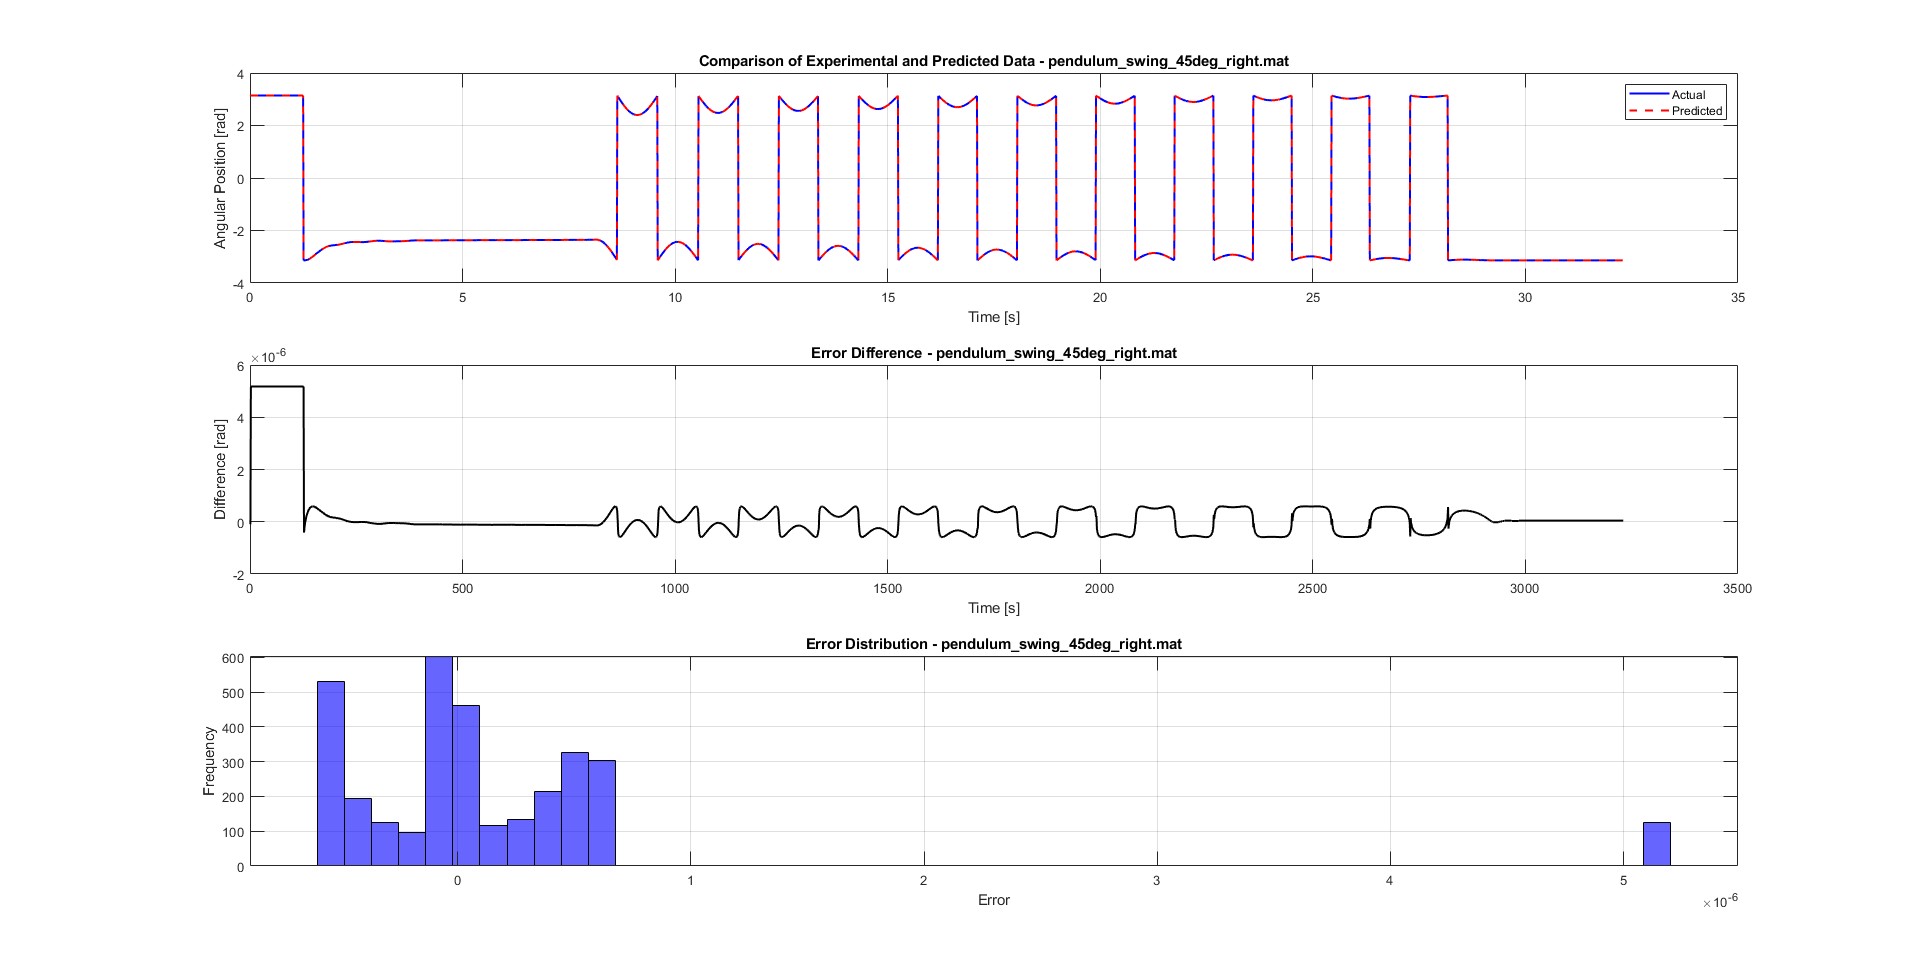 Comparison of Experimental and Predicted Data - pendulum_swing_45deg_right.mat
Angular Position [rad]
4
2
0
-2
-4
0 5 10 15 20 25 30 35
Time [s]
Actual
Predicted
Error Difference - pendulum_swing_45deg_right.mat
×10-6
Difference [rad]
6
4
2
0
-2
0 500 1000 1500 2000 2500 3000 3500
Time [s]
Error Distribution - pendulum_swing_45deg_right.mat
Frequency
600
500
400
300
200
100
0
0 1 2 3 4 5
Error
×10-6